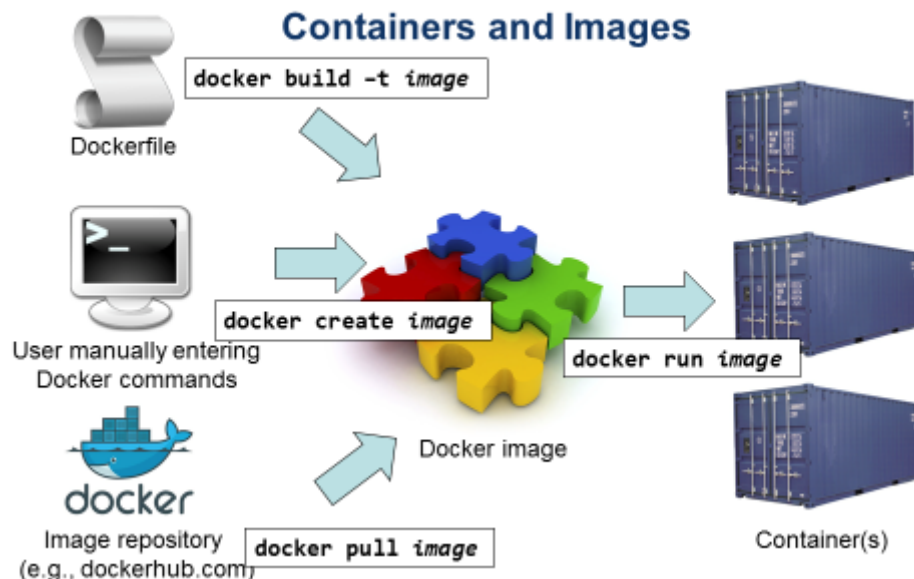 Containers and Images
docker build -t image
Dockerfile
>_
docker create image
User manually entering
Docker commands
docker run image
Docker image
docker
Image repository
(e.g., dockerhub.com)
docker pull image
Container(s)